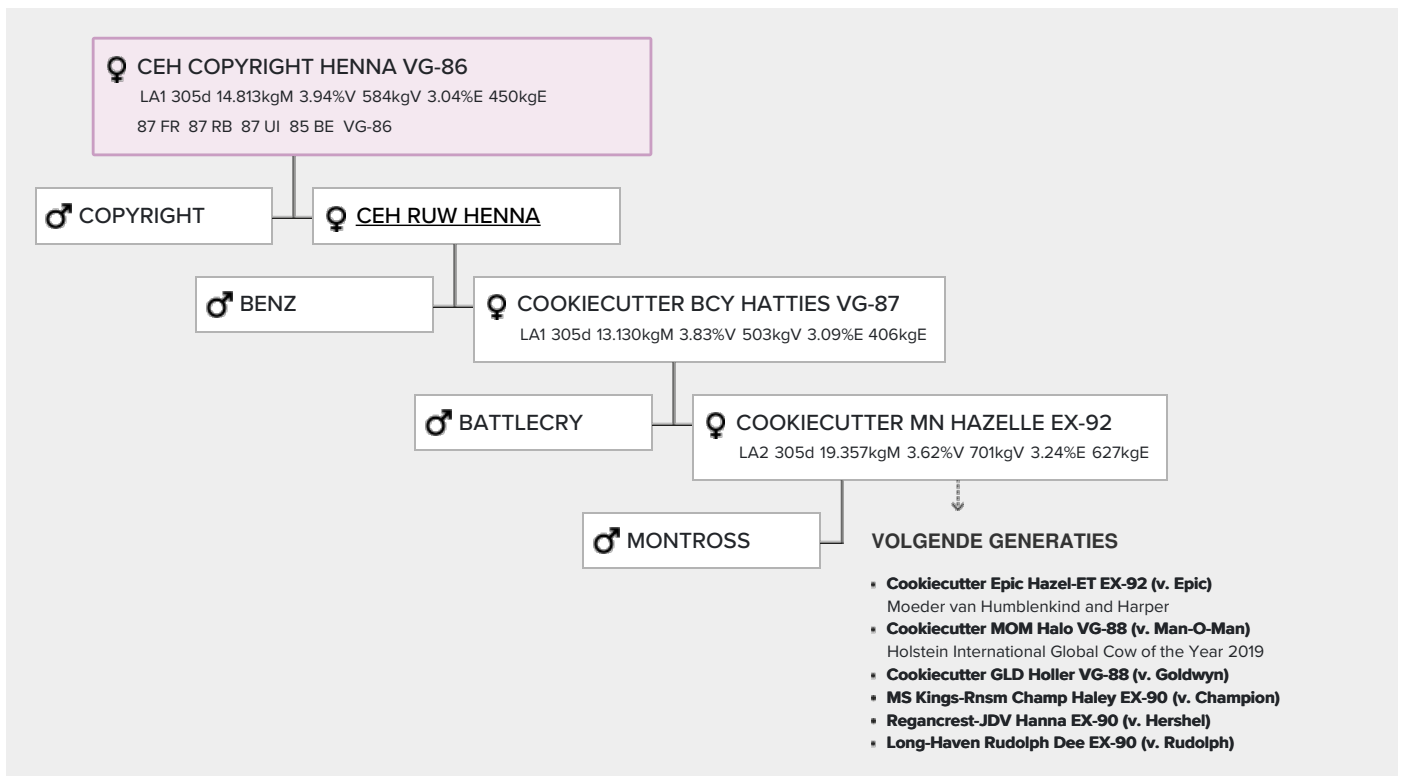 CEH COPYRIGHT HENNA VG-86
LA1 305d 14.813kgM 3.94%V 584kgV 3.04%E 450kgE
87 FR 87 RB 87 UI 85 BE VG-86
COPYRIGHT
CEH RUW HENNA
BENZ
COOKIECUTTER BCY HATTIES VG-87
LA1 305d 13.130kgM 3.83%V 503kgV 3.09%E 406kgE
BATTLECRY
COOKIECUTTER MN HAZELLE EX-92
LA2 305d 19.357kgM 3.62%V 701kgV 3.24%E 627kgE
MONTROSS
VOLGENDE GENERATIES
Cookiecutter Epic Hazel-ET EX-92 (v. Epic)
Moeder van Humblenkind and Harper
Cookiecutter MOM Halo VG-88 (v. Man-O-Man)
Holstein International Global Cow of the Year 2019
Cookiecutter GLD Holler VG-88 (v. Goldwyn)
MS Kings-Rnsm Champ Haley EX-90 (v. Champion)
Regancrest-JDV Hanna EX-90 (v. Hershel)
Long-Haven Rudolph Dee EX-90 (v. Rudolph)